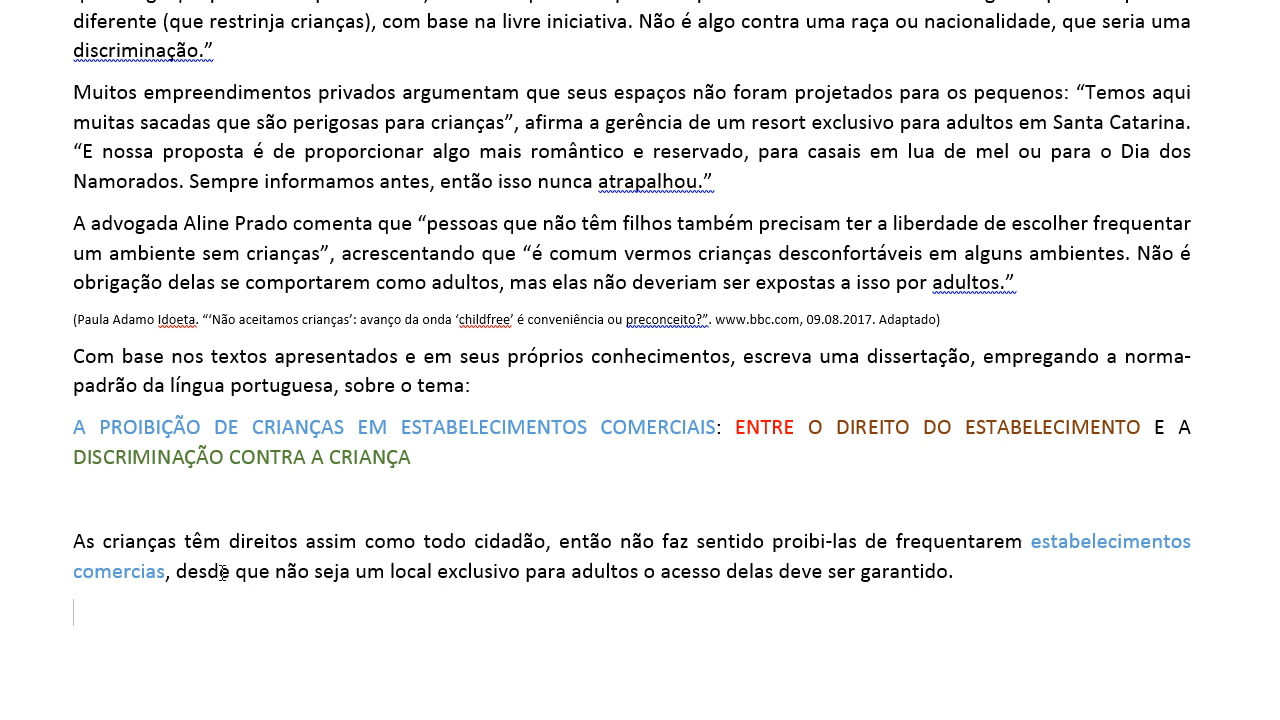 diferente (que restrinja crianças), com base na livre iniciativa. Não é algo contra uma raça ou nacionalidade, que seria uma
discriminação.”
Muitos empreendimentos privados argumentam que seus espaços não foram projetados para os pequenos: “Temos aqui
muitas sacadas que são perigosas para crianças”, afirma a gerência de um resort exclusivo para adultos em Santa Catarina.
“E nossa proposta é de proporcionar algo mais romântico e reservado, para casais em lua de mel ou para o Dia dos
Namorados. Sempre informamos antes, então isso nunca atrapalhou.”
A advogada Aline Prado comenta que “pessoas que não têm filhos também precisam ter a liberdade de escolher frequentar
um ambiente sem crianças”, acrescentando que “é comum vermos crianças desconfortáveis em alguns ambientes. Não é
obrigação delas se comportarem como adultos, mas elas não deveriam ser expostas a isso por adultos.”
(Paula Adamo Idoeta. “‘Não aceitamos crianças’: avanço da onda ‘childfree’ é conveniência ou preconceito?”. www.bbc.com, 09.08.2017. Adaptado)
Com base nos textos apresentados e em seus próprios conhecimentos, escreva uma dissertação, empregando a norma-
padrão da língua portuguesa, sobre o tema:
A PROIBIÇÃO DE CRIANÇAS EM ESTABELECIMENTOS COMERCIAIS: ENTRE O DIREITO DO ESTABELECIMENTO E A
DISCRIMINAÇÃO CONTRA A CRIANÇA
As crianças têm direitos assim como todo cidadão, então não faz sentido proibi-las de frequentarem estabelecimentos
comercias, desde que não seja um local exclusivo para adultos o acesso delas deve ser garantido.